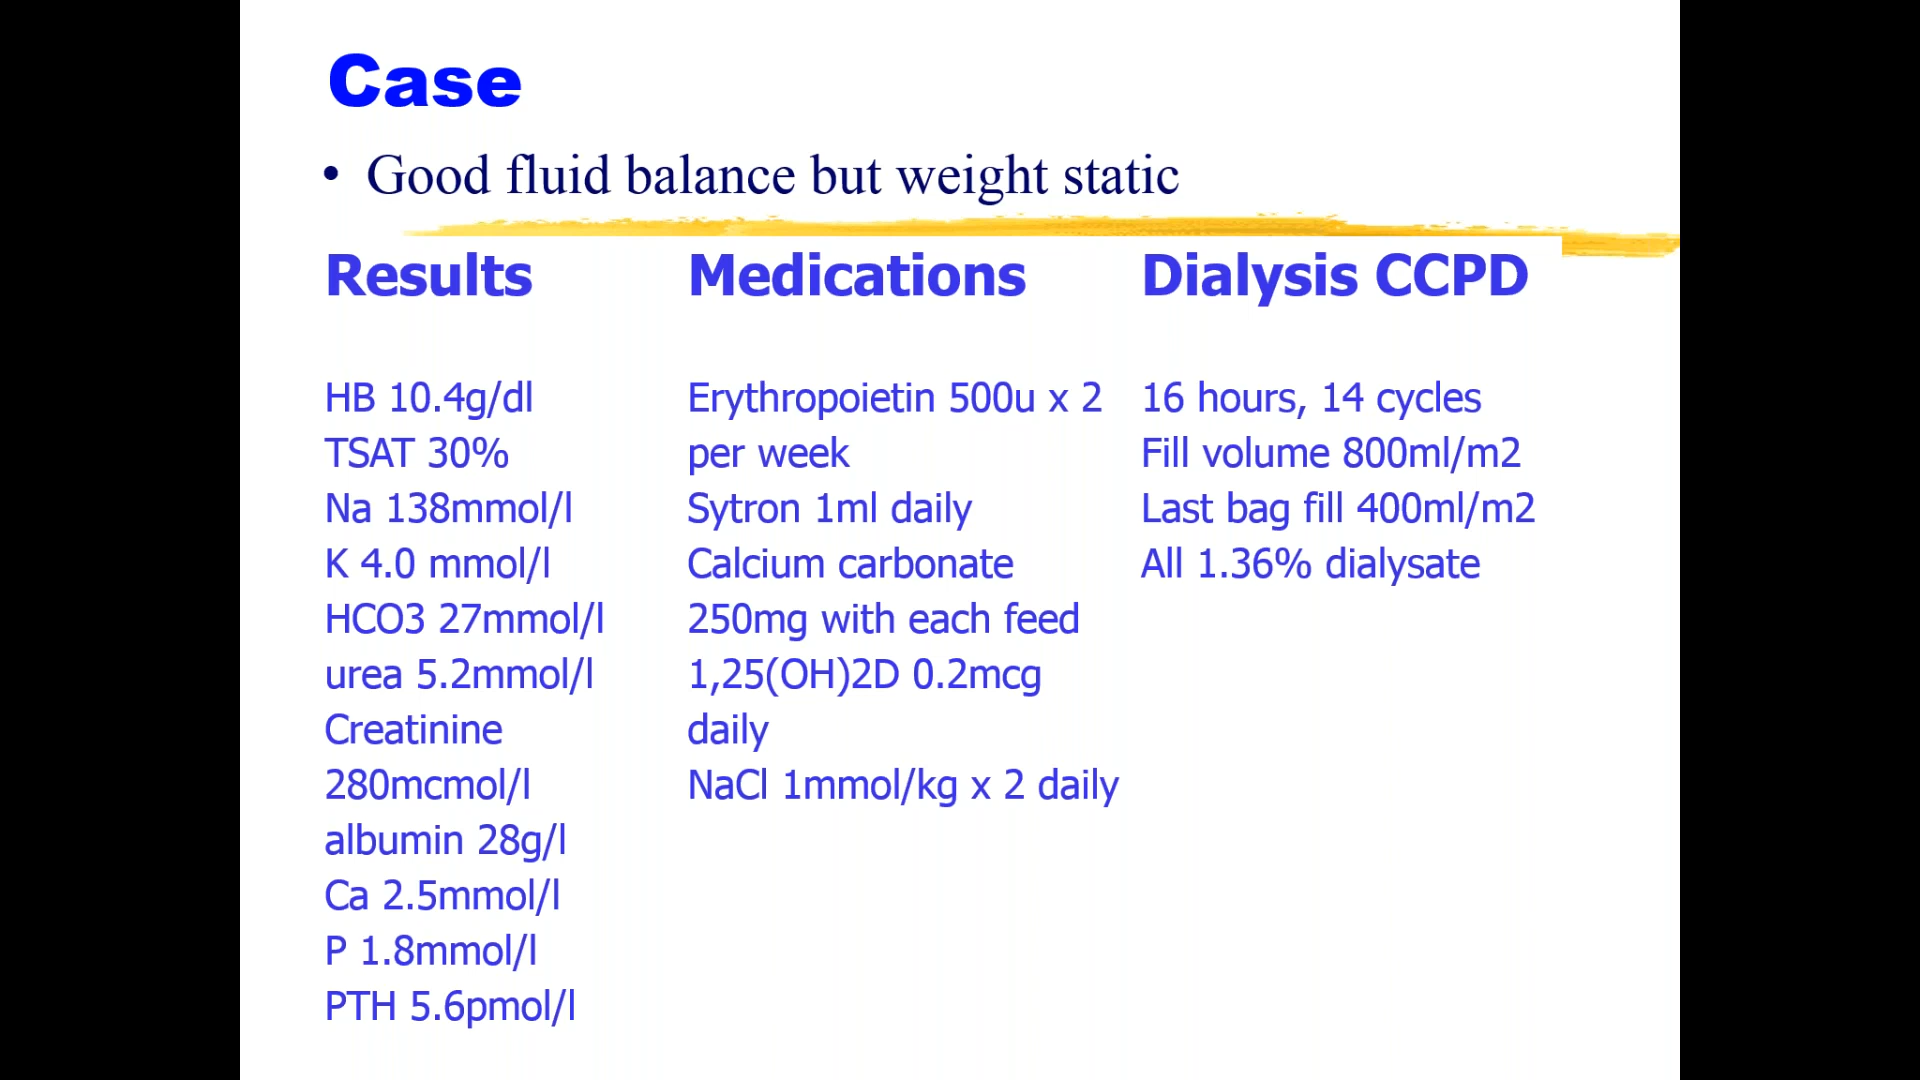 Case
• Good fluid balance but weight static
Results
HB 10.4g/dl
TSAT 30%
Na 138mmol/l
K 4.0 mmol/l
HCO3 27mmol/l
urea 5.2mmol/l
Creatinine
280mcmol/l
albumin 28g/l
Ca 2.5mmol/l
P 1.8mmol/l
PTH 5.6pmol/l
Medications
Erythropoietin 500u x 2
per week
Sytron 1ml daily
Calcium carbonate
250mg with each feed
1,25(OH)2D 0.2mcg
daily
NaCl 1mmol/kg x 2 daily
Dialysis CCPD
16 hours, 14 cycles
Fill volume 800ml/m2
Last bag fill 400ml/m2
All 1.36% dialysate